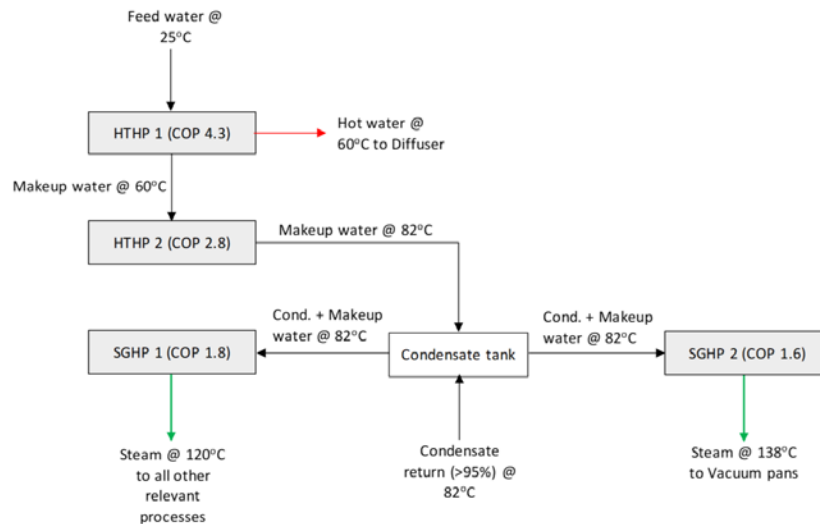 Feed water @
25°C
HTHP 1 (COP 4.3)
Hot water @
60°C to Diffuser
Makeup water @ 60°C
HTHP 2 (COP 2.8)
Makeup water @ 82°C
Cond. + Makeup
water @ 82°C
Cond. + Makeup
water @ 82°C
SGHP 1 (COP 1.8)
Condensate tank
SGHP 2 (COP 1.6)
Steam @ 120°C
to all other
relevant
processes
Condensate
return (>95%) @
82°C
Steam @ 138°C
to Vacuum pans